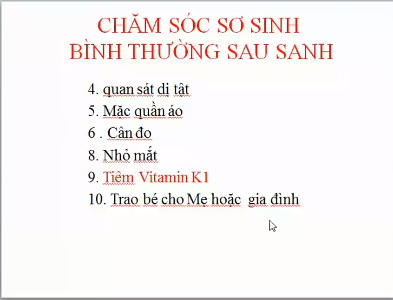 CHĂM SÓC SƠ SINH
BÌNH THƯỜNG SAU SANH
4. quan sát dị tật
5. Mặc quần áo
6 . Cân đo
8. Nhỏ mắt
9. Tiêm Vitamin K1
10. Trao bé cho Mẹ hoặc gia đình